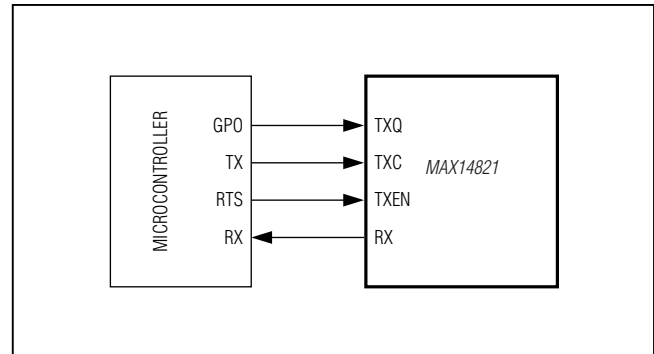 MICROCONTROLLER
GPO
TX
RTS
RX
TXQ
TXC
TXEN
RX
MAX14821